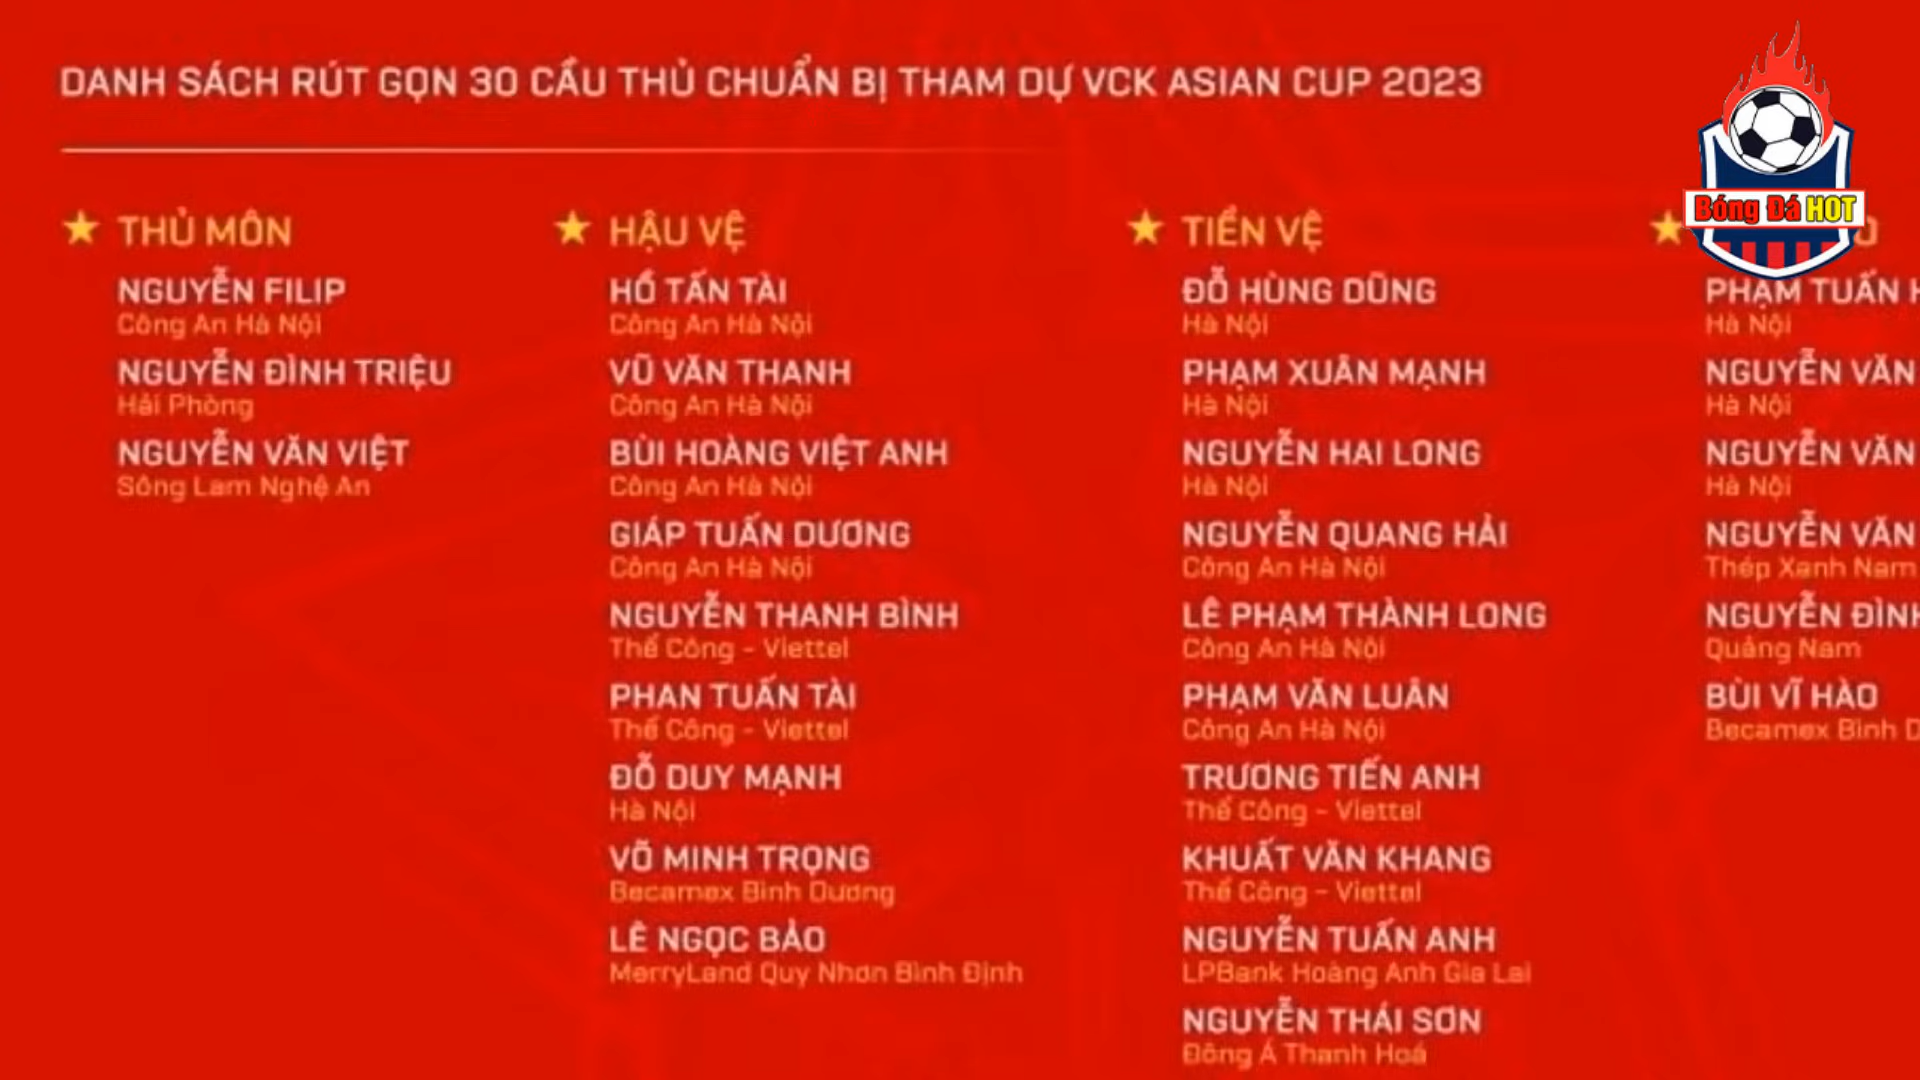 DANH SÁCH RÚT GỌN 30 CẦU THỦ CHUẨN BỊ THAM DỰ VCK ASIAN CUP 2023
Bóng Đá HOT
THỦ MÔN
NGUYỄN FILIP
Công An Hà Nội
NGUYỄN ĐÌNH TRIỆU
Hải Phòng
NGUYỄN VĂN VIỆT
Sông Lam Nghệ An
HẬU VỆ
HỒ TẤN TÀI
Công An Hà Nội
VŨ VĂN THANH
Công An Hà Nội
BÙI HOÀNG VIỆT ANH
Công An Hà Nội
GIÁP TUẤN DƯƠNG
Công An Hà Nội
NGUYỄN THANH BÌNH
Thể Công - Viettel
PHAN TUẤN TÀI
Thể Công - Viettel
ĐỖ DUY MẠNH
Hà Nội
VÕ MINH TRỌNG
Becamex Bình Dương
LÊ NGỌC BẢO
MerryLand Quy Nhơn Bình Định
TIỀN VỆ
ĐỖ HÙNG DŨNG
Hà Nội
PHẠM XUÂN MẠNH
Hà Nội
NGUYỄN HAI LONG
Hà Nội
NGUYỄN QUANG HẢI
Công An Hà Nội
LÊ PHẠM THÀNH LONG
Công An Hà Nội
PHẠM VĂN LUÂN
Công An Hà Nội
TRƯƠNG TIẾN ANH
Thể Công - Viettel
KHUẤT VĂN KHANG
Thể Công - Viettel
NGUYỄN TUẤN ANH
LPBank Hoàng Anh Gia Lai
NGUYỄN THÁI SƠN
Đông Á Thanh Hoá
PHẠM TUẤN
Hà Nội
NGUYỄN VĂN
Hà Nội
NGUYỄN VĂN
Hà Nội
NGUYỄN VĂN
Thép Xanh Nam
NGUYỄN ĐÌNH
Quảng Nam
BÙI VĨ HÀO
Becamex Bình